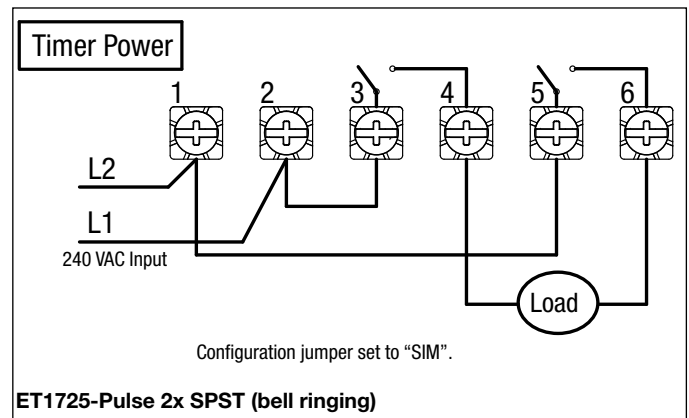 Timer Power
1 2 3 4 5 6
L2
L1
240 VAC Input
Load
Configuration jumper set to “SIM”.
ET1725-Pulse 2x SPST (bell ringing)